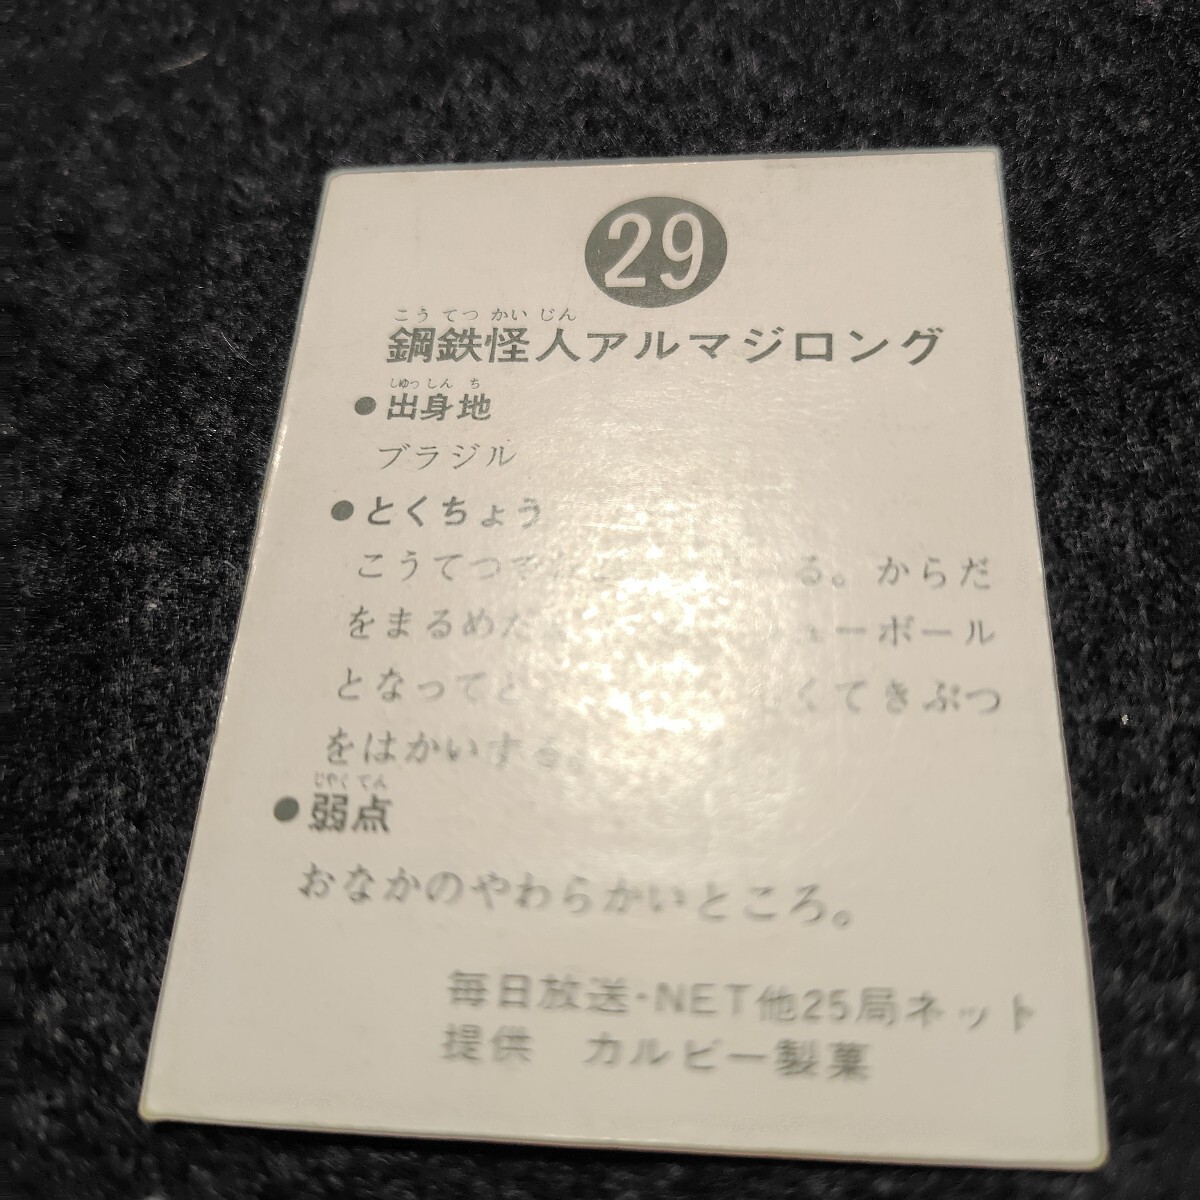 29
こうてつかいじん
鋼鉄怪人アルマジロング
しゅっしんち
●出身地
ブラジル
●とくちょう
こうてつで る。からだ
をまるめ ーボール
となって くてきぶつ
をはかいする。
じゃくてん
●弱点
おなかのやわらかいところ。
毎日放送・NET他25局ネット
提供 カルビー製菓